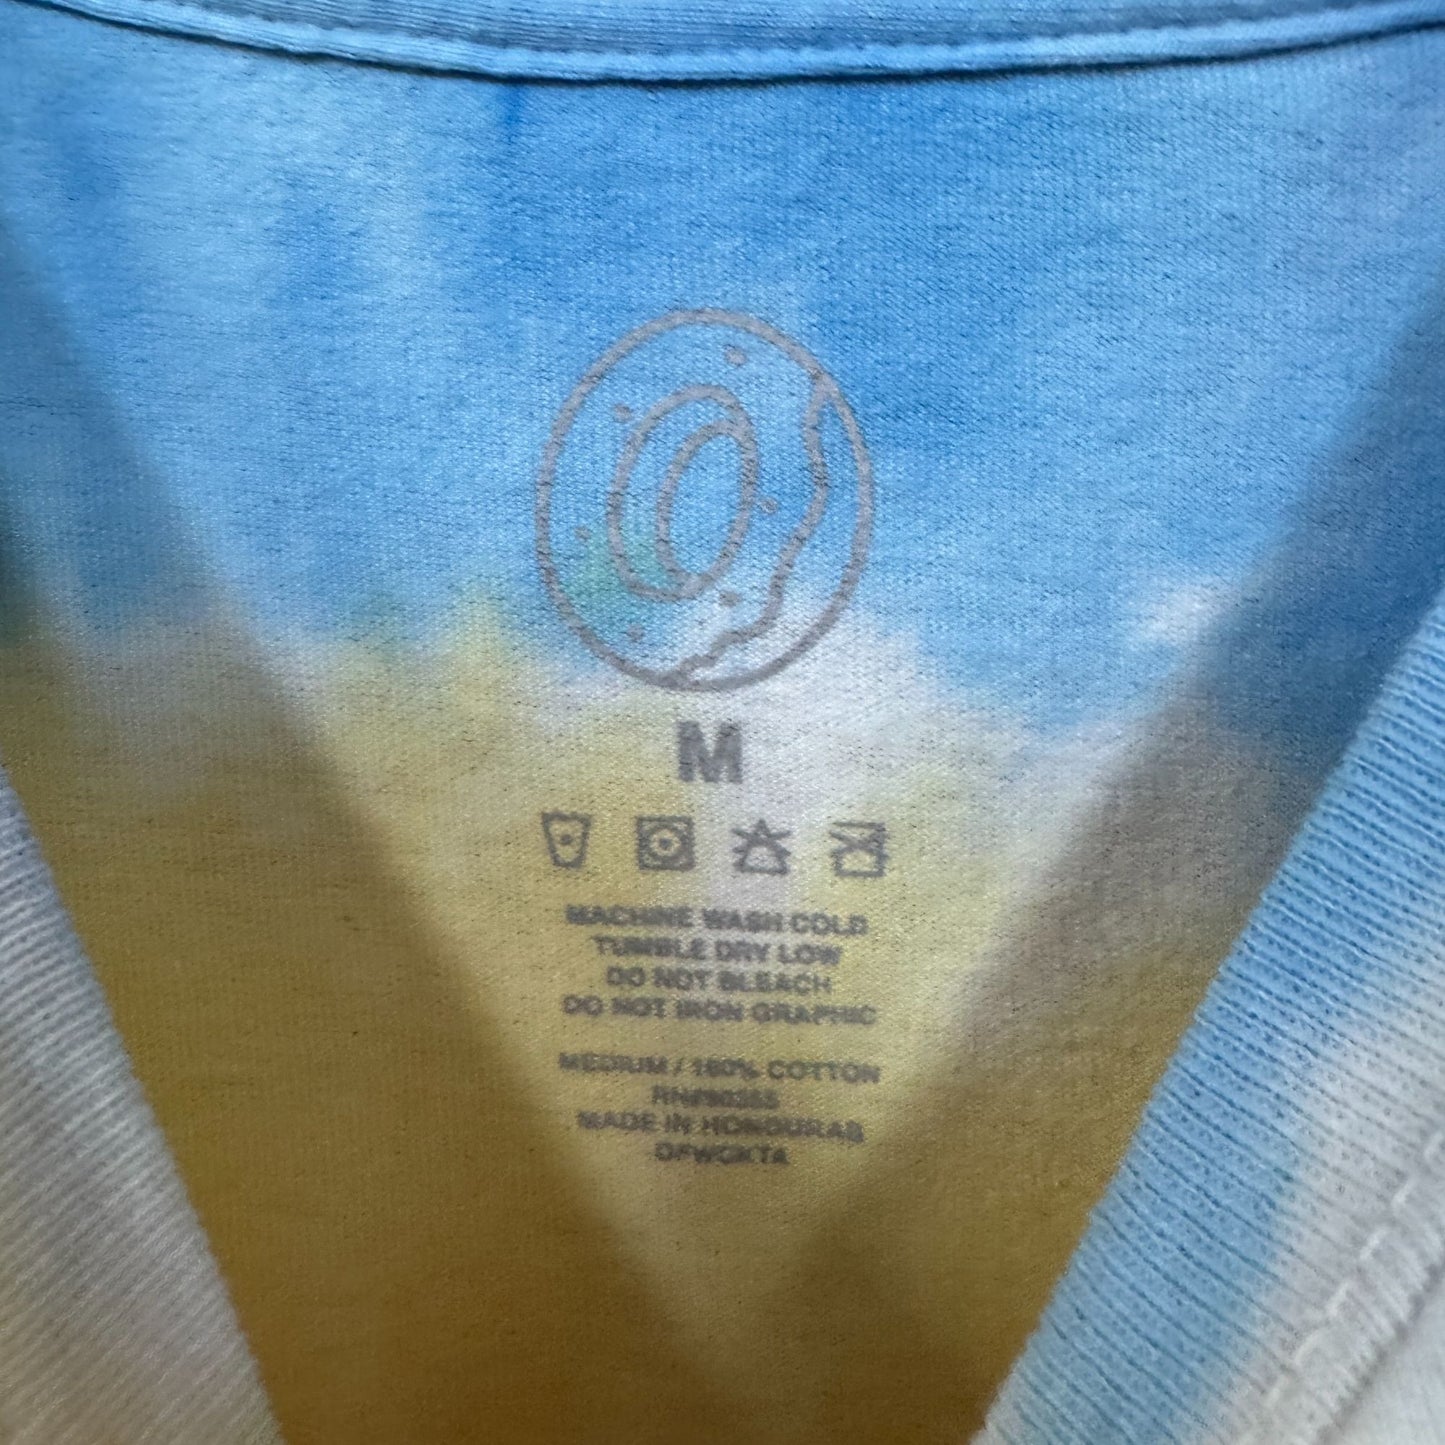 M
MACHINE WASH COLD
TUMBLE DRY LOW
DO NOT BLEACH
DO NOT IRON GRAPHIC
MEDIUM / 100% COTTON
MADE IN HONDURAS